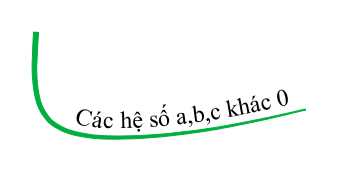 Các hệ số a,b,c khác 0